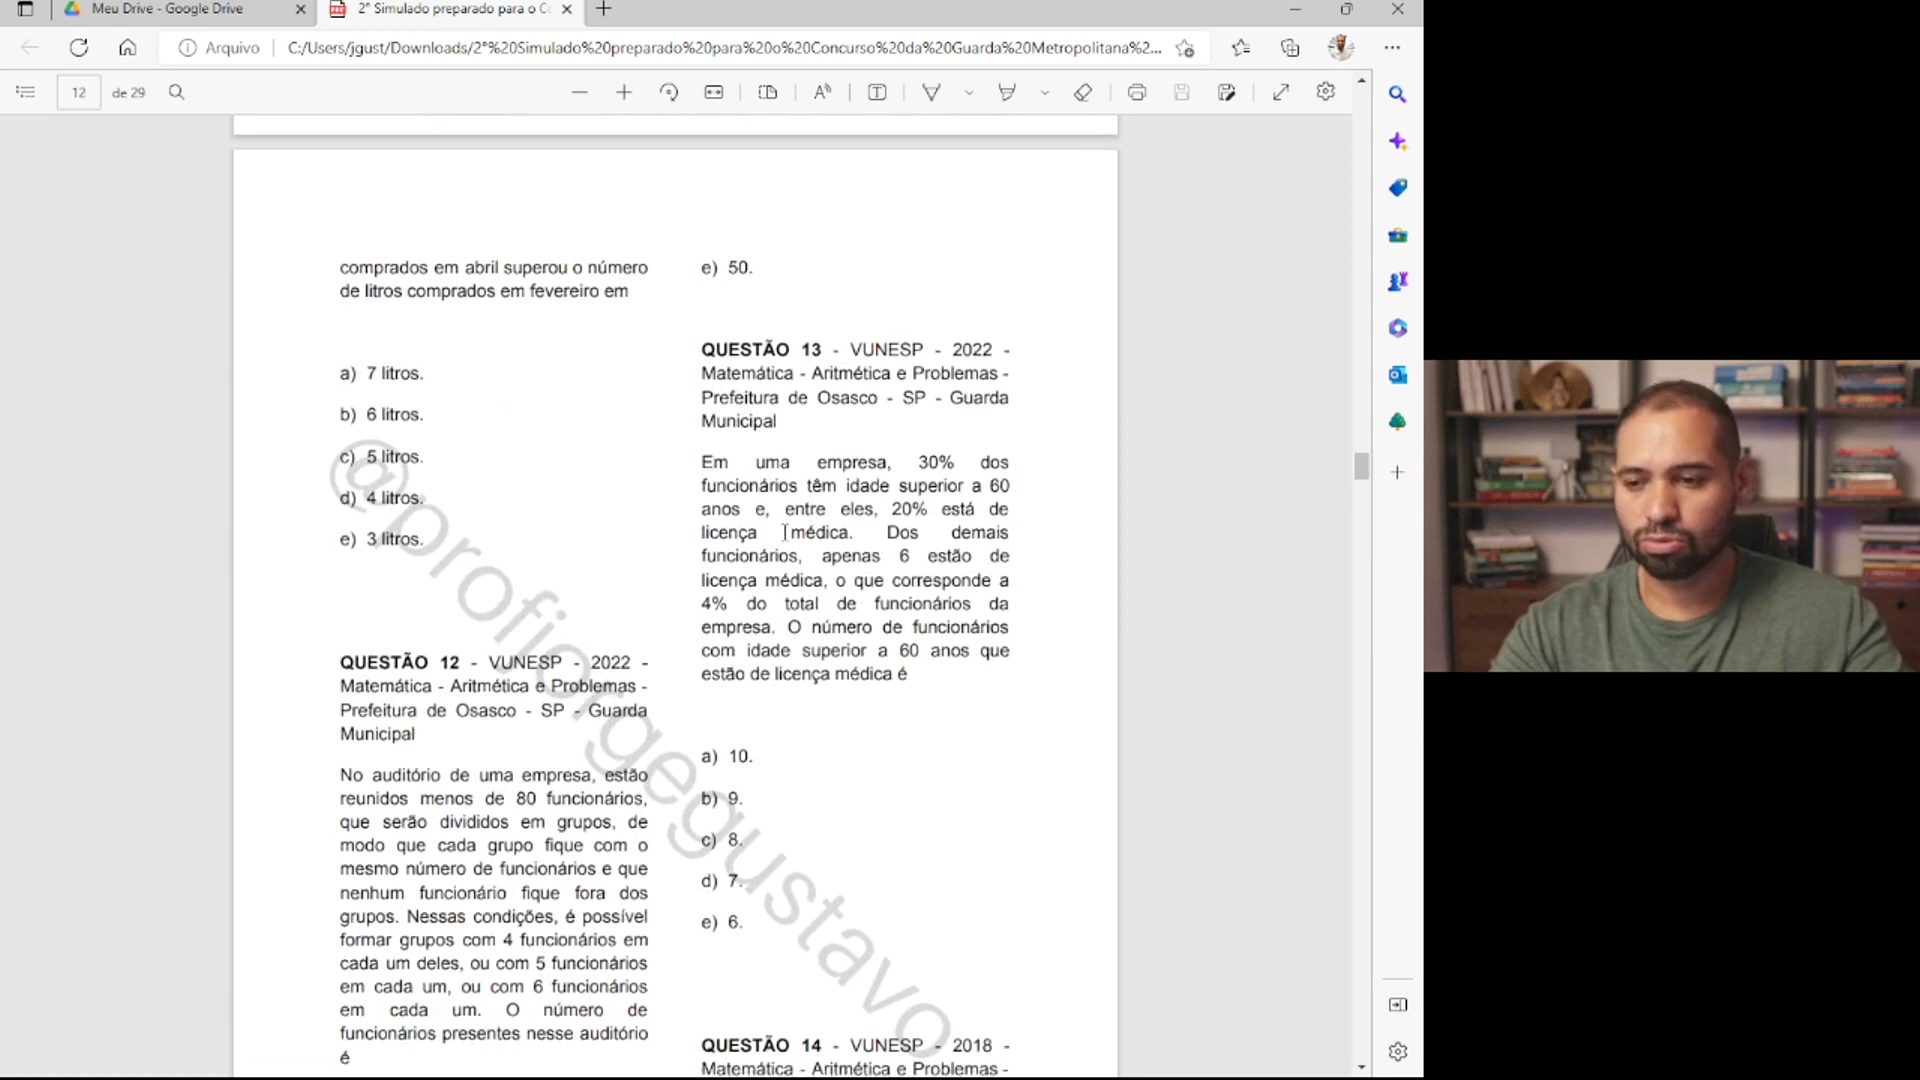 Meu Drive - Google Drive
2° Simulado preparado para o Co
Arquivo
C:/Users/jgust/Downloads/2°%20Simulado%20preparado%20para%20o%20Concurso%20da%20Guarda%20Metropolitana%2...
12 de 29
comprados em abril superou o número
de litros comprados em fevereiro em
a) 7 litros.
b) 6 litros.
c) 5 litros.
d) 4 litros.
e) 3 litros.
QUESTÃO 12 - VUNESP - 2022 -
Matemática - Aritmética e Problemas -
Prefeitura de Osasco - SP - Guarda
Municipal
No auditório de uma empresa, estão
reunidos menos de 80 funcionários,
que serão divididos em grupos, de
modo que cada grupo fique com o
mesmo número de funcionários e que
nenhum funcionário fique fora dos
grupos. Nessas condições, é possível
formar grupos com 4 funcionários em
cada um deles, ou com 5 funcionários
em cada um, ou com 6 funcionários
em cada um. O número de
funcionários presentes nesse auditório
é
e) 50.
QUESTÃO 13 - VUNESP - 2022 -
Matemática - Aritmética e Problemas -
Prefeitura de Osasco - SP - Guarda
Municipal
Em uma empresa, 30% dos
funcionários têm idade superior a 60
anos e, entre eles, 20% está de
licença médica. Dos demais
funcionários, apenas 6 estão de
licença médica, o que corresponde a
4% do total de funcionários da
empresa. O número de funcionários
com idade superior a 60 anos que
estão de licença médica é
a) 10.
b) 9.
c) 8.
d) 7.
e) 6.
QUESTÃO 14 - VUNESP - 2018 -
Matemática - Aritmética e Problemas -
@profjorgegustavo